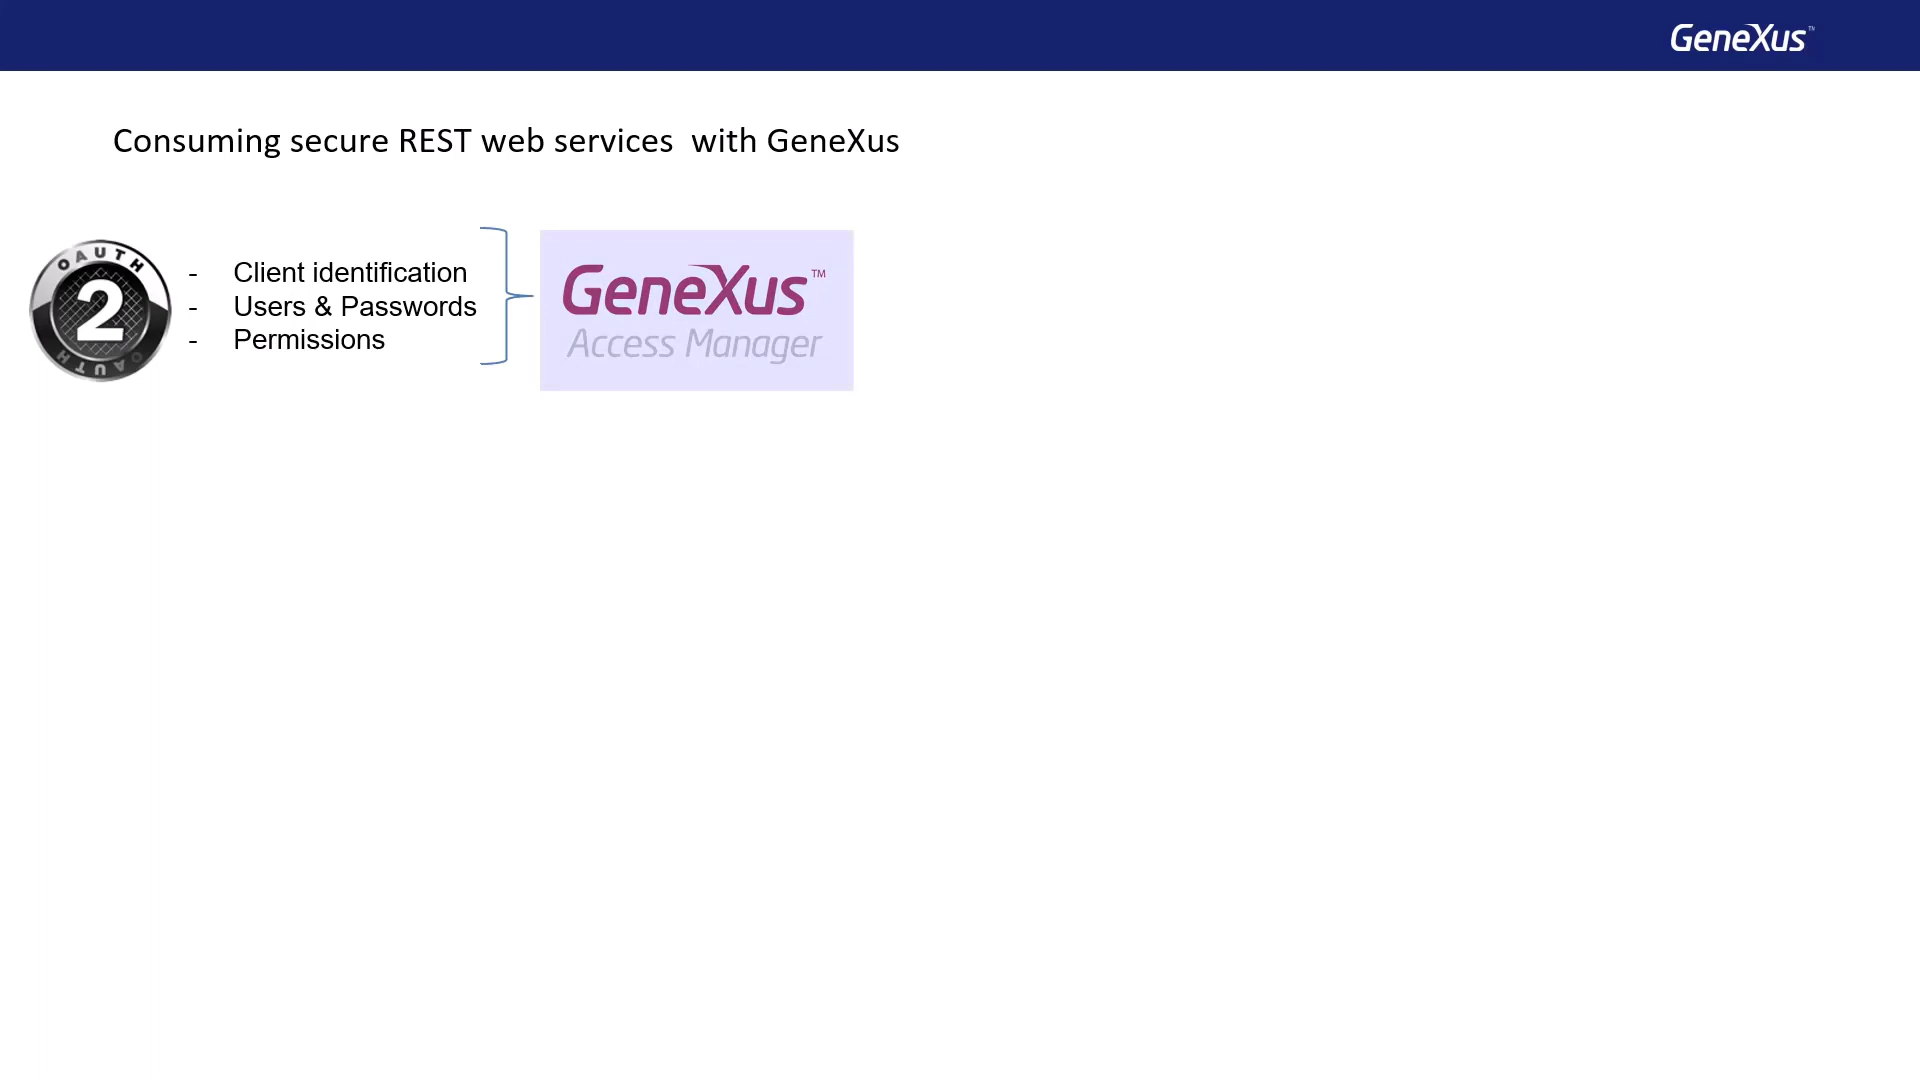 GeneXus™
Consuming secure REST web services  with GeneXus
OAUTH
2
OAUTH
- Client identification
- Users & Passwords
- Permissions
GeneXus™
Access Manager